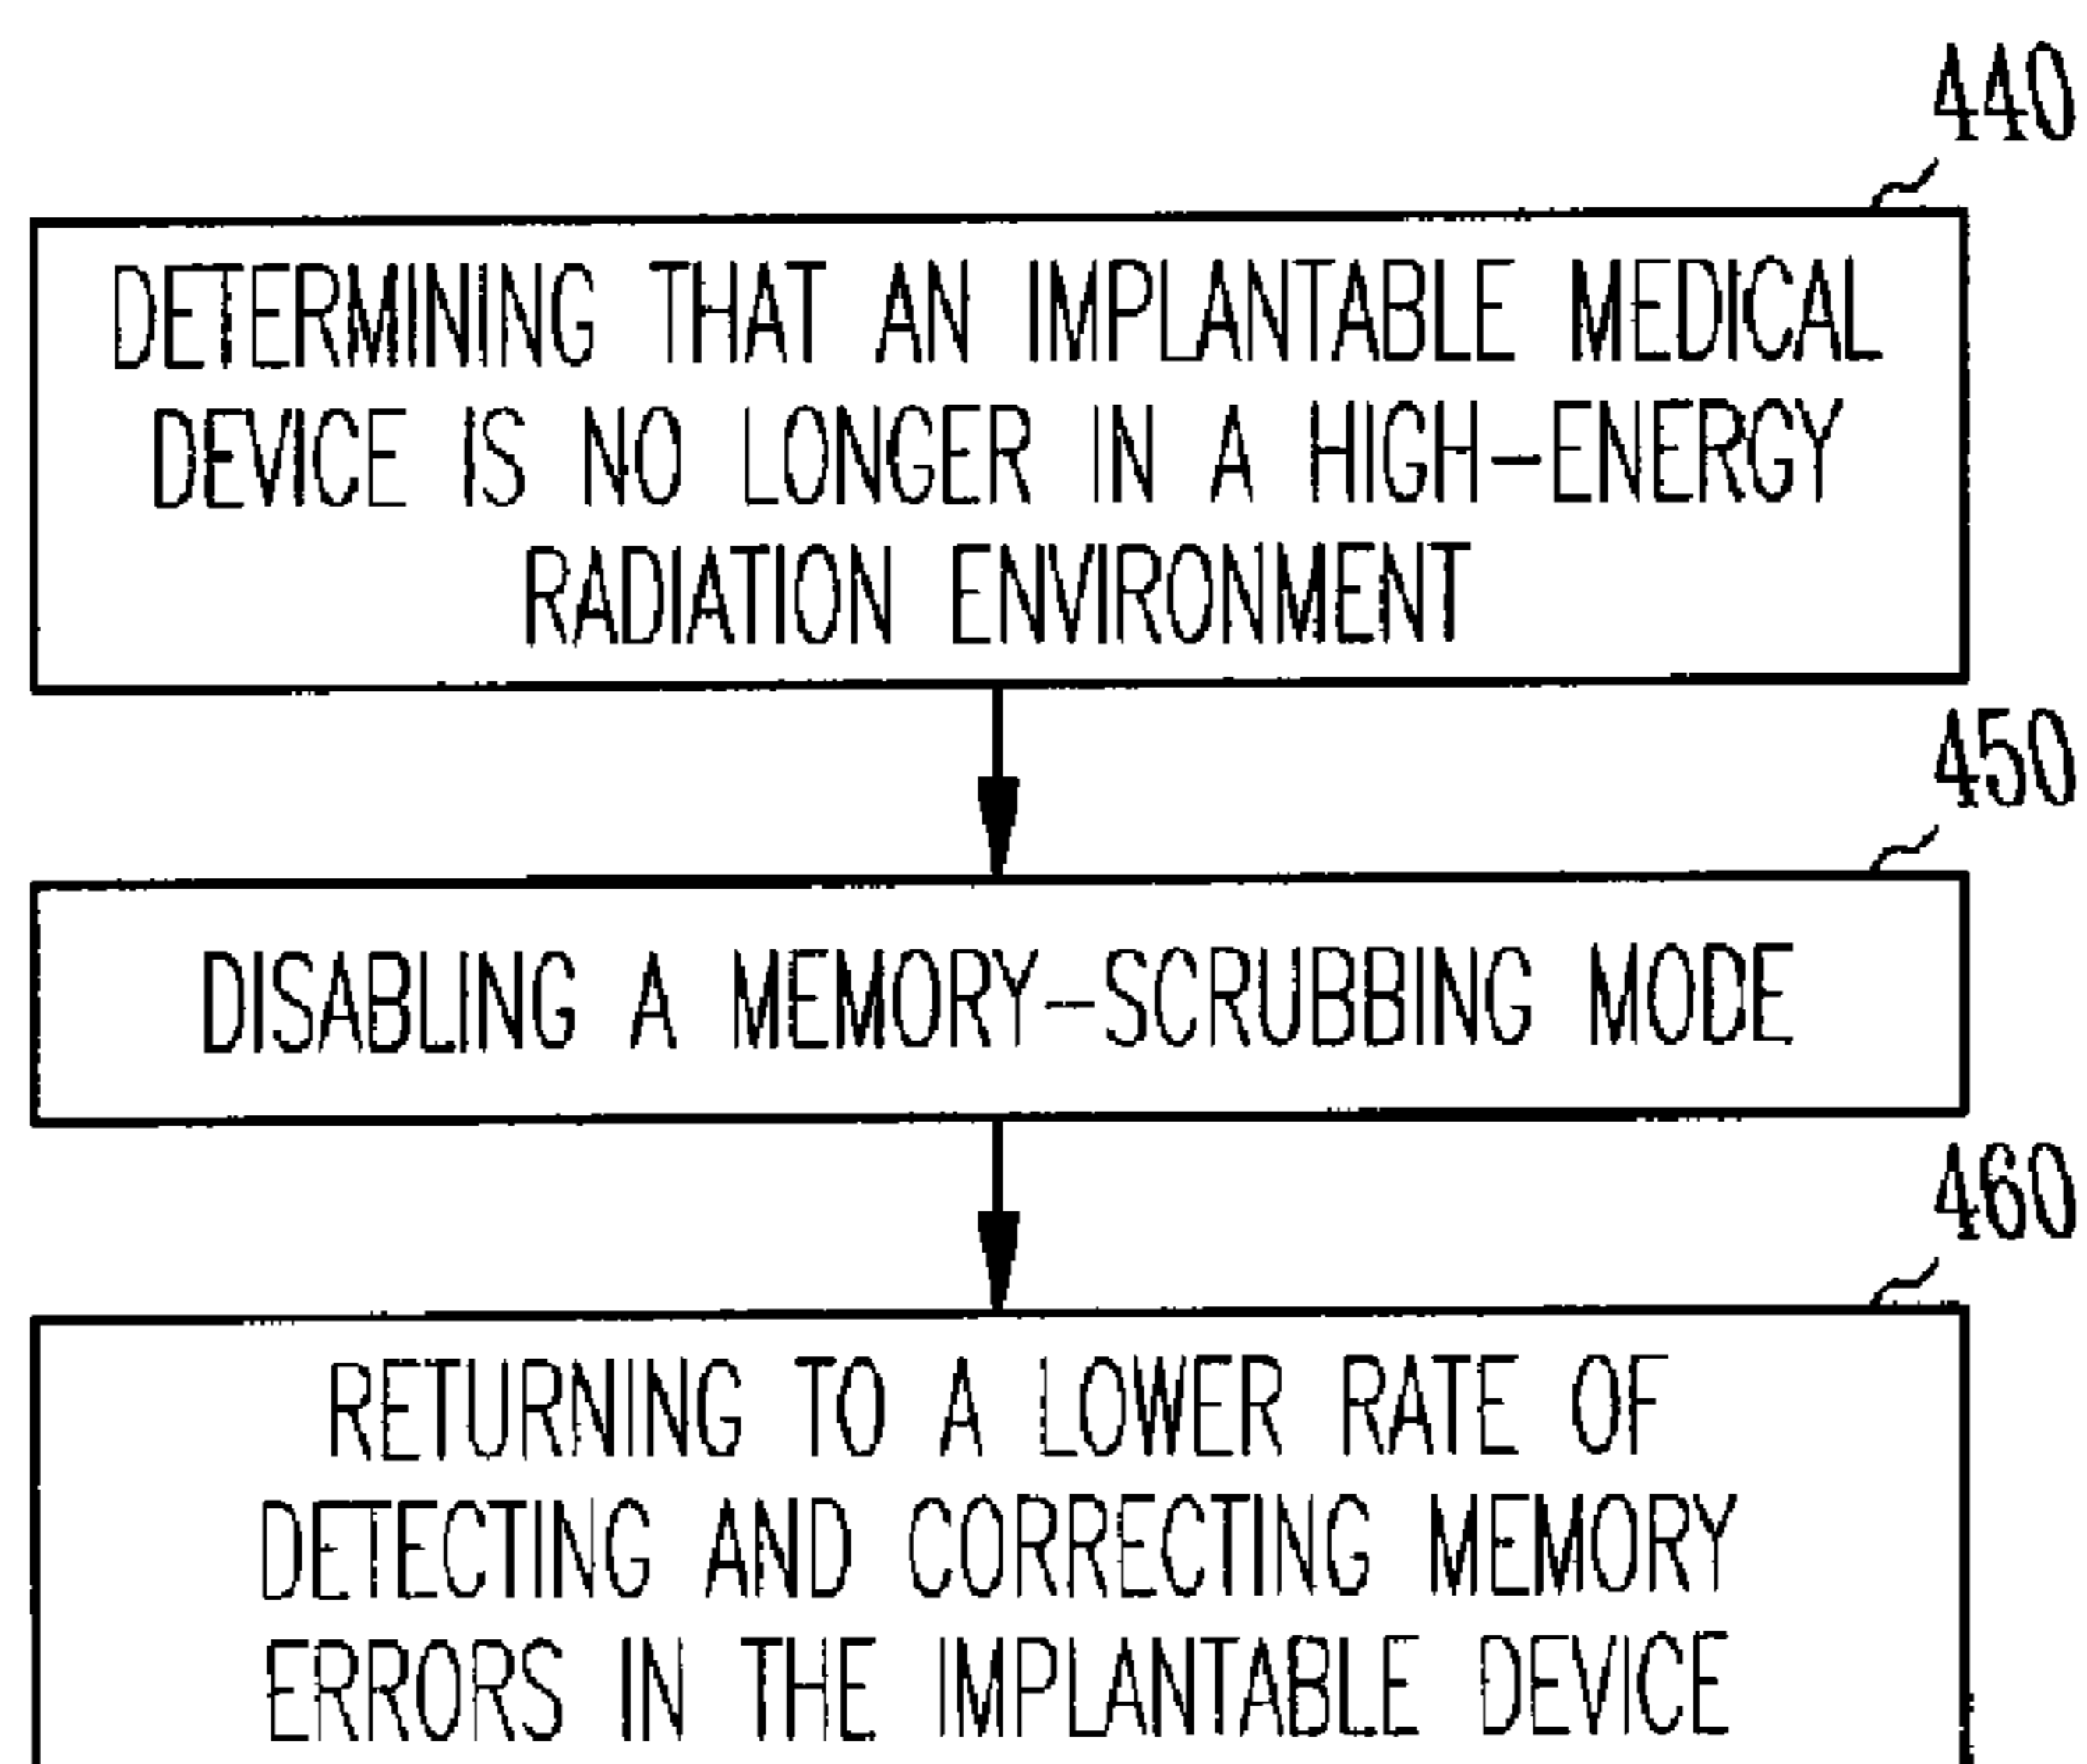 440
DETERMINING THAT AN IMPLANTABLE MEDICAL
DEVICE IS NO LONGER IN A HIGH-ENERGY
RADIATION ENVIRONMENT
450
DISABLING A MEMORY-SCRUBBING MODE
460
RETURNING TO A LOWER RATE OF
DETECTING AND CORRECTING MEMORY
ERRORS IN THE IMPLANTABLE DEVICE